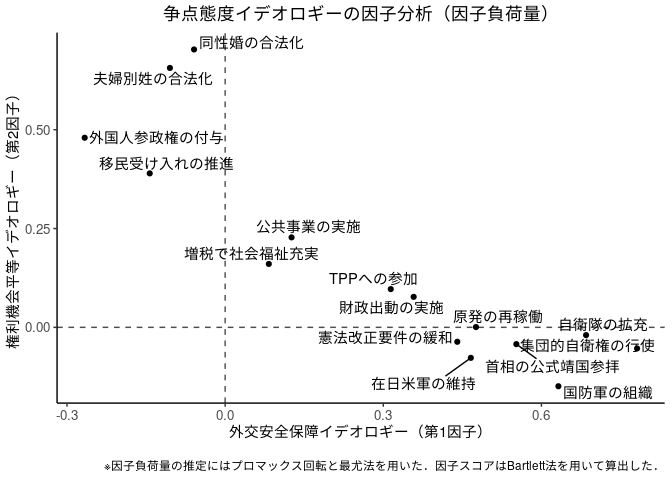 争点態度イデオロギーの因子分析（因子負荷量）
権利機会平等イデオロギー（第2因子）
同性婚の合法化
夫婦別姓の合法化
0.50
外国人参政権の付与
移民受け入れの推進
0.25
公共事業の実施
増税で社会福祉充実
TPPへの参加
財政出動の実施
原発の再稼働
自衛隊の拡充
0.00
憲法改正要件の緩和
集団的自衛権の行使
首相の公式靖国参拝
在日米軍の維持
国防軍の組織
-0.3
0.0
0.3
0.6
外交安全保障イデオロギー（第1因子）
※因子負荷量の推定にはプロマックス回転と最尤法を用いた．因子スコアはBartlett法を用いて算出した．